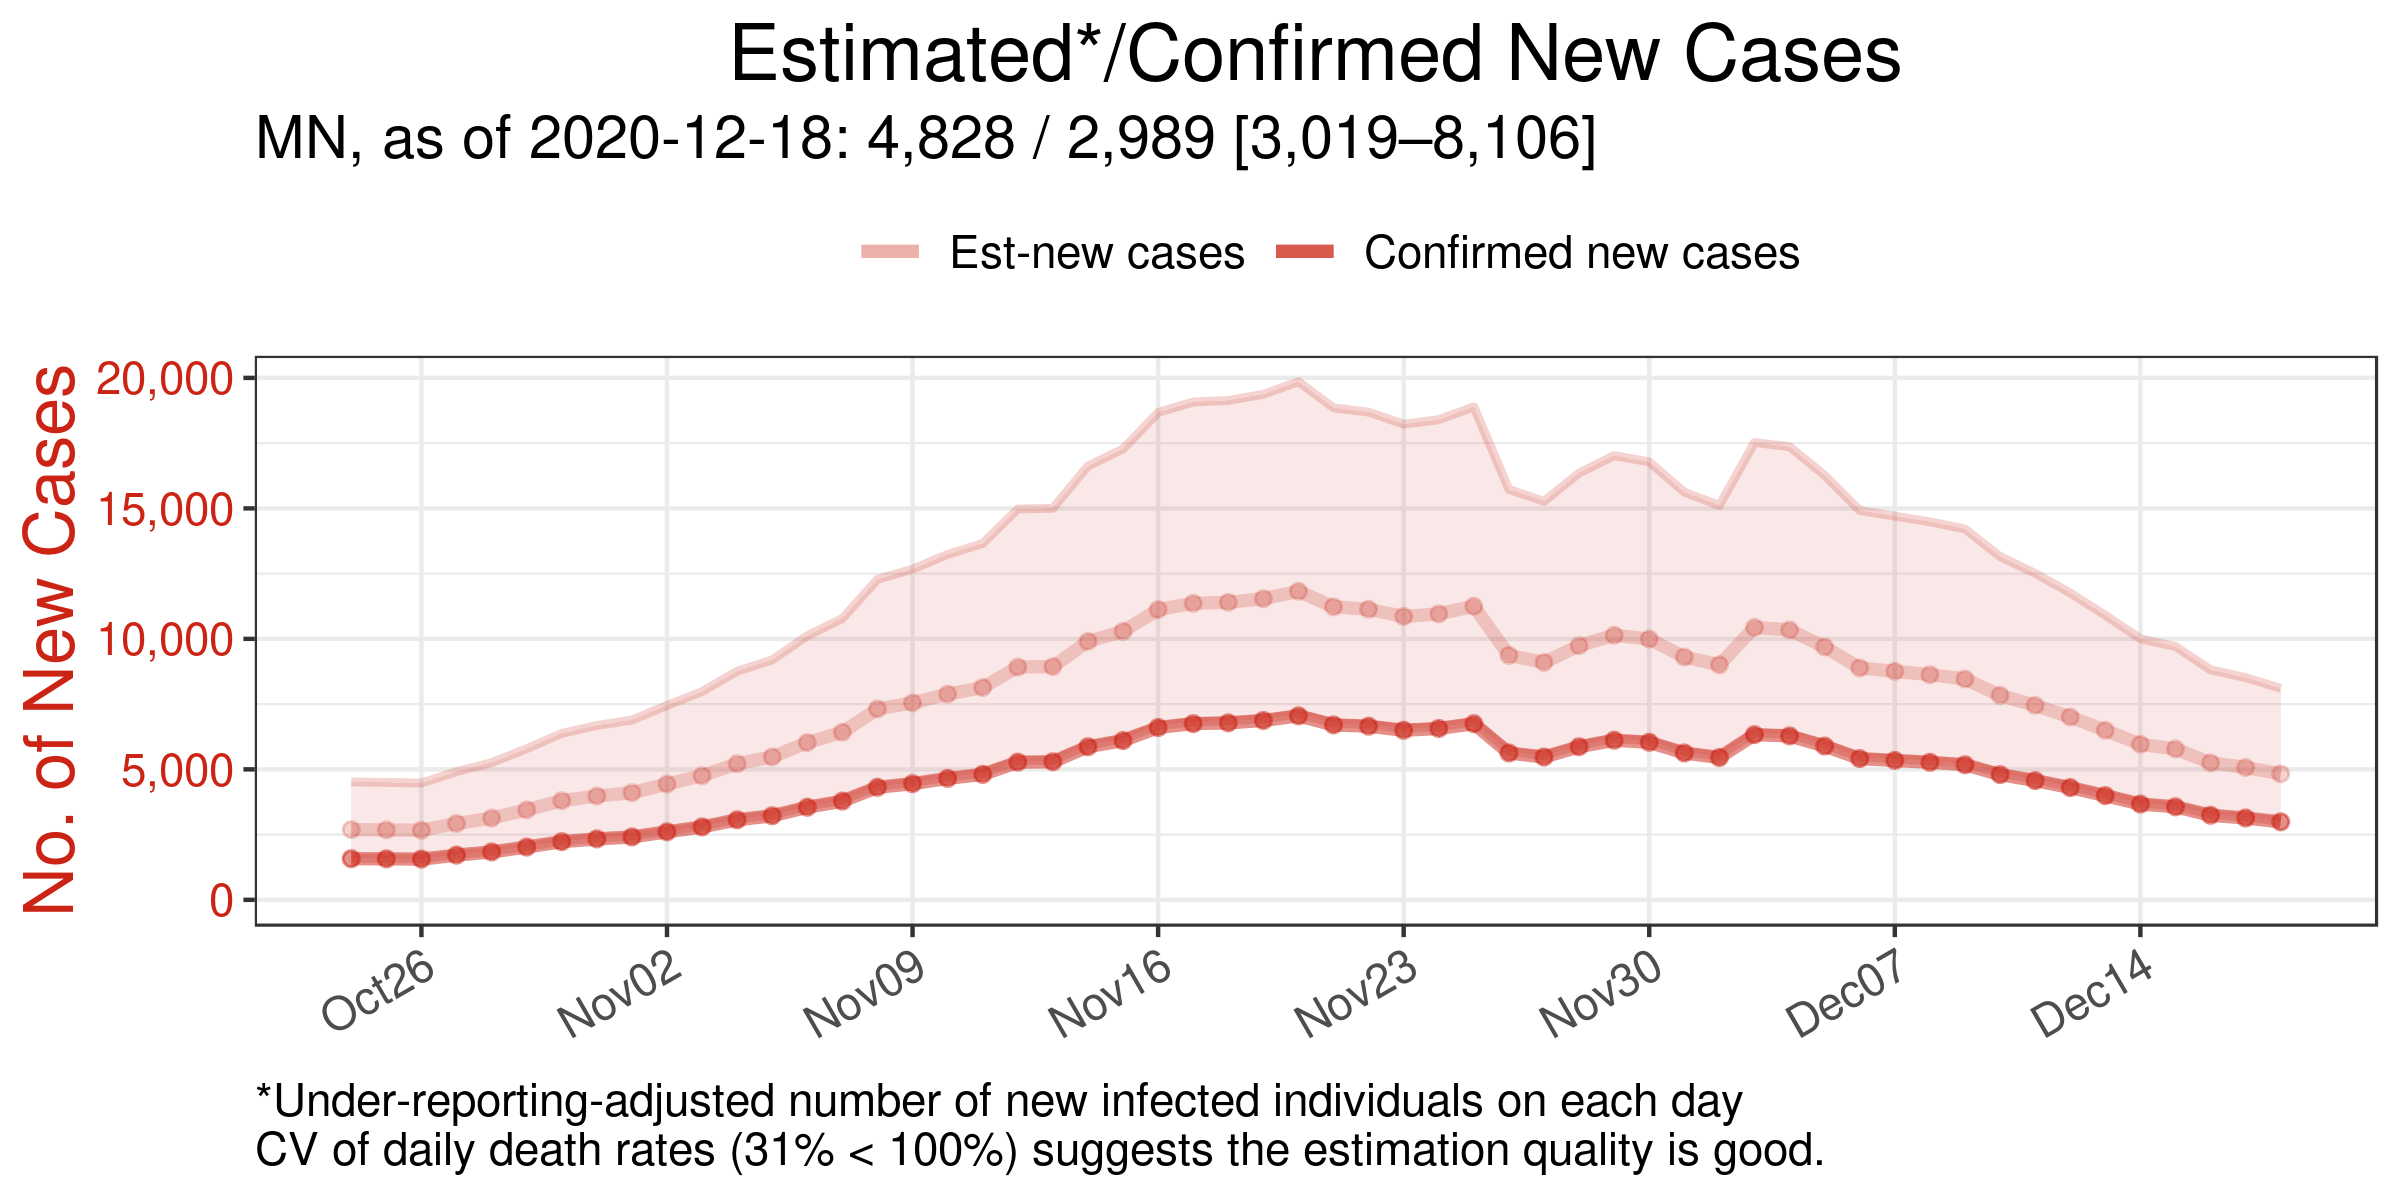 Estimated*/Confirmed New Cases
MN, as of 2020-12-18: 4,828 / 2,989 [3,019–8,106]
Est-new cases
Confirmed new cases
No. of New Cases
20,000
15,000
10,000
5,000
0
Oct26
Nov02
Nov09
Nov16
Nov23
Nov30
Dec07
Dec14
*Under-reporting-adjusted number of new infected individuals on each day
CV of daily death rates (31% < 100%) suggests the estimation quality is good.